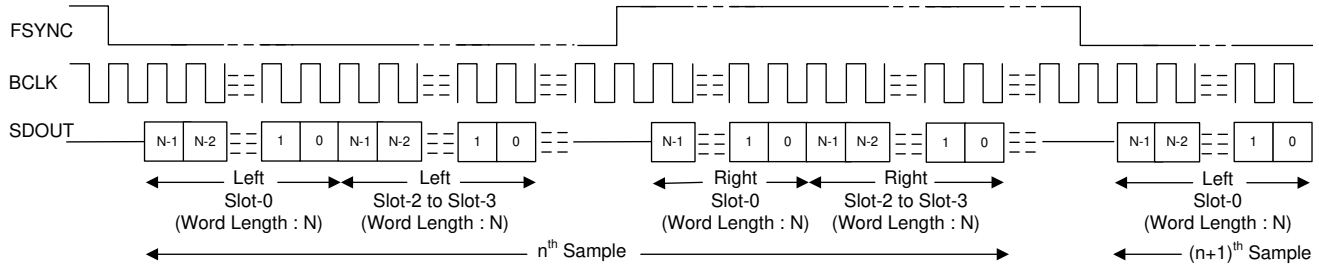 FSYNC
BCLK
SDOUT N-1 N-2 1 0 N-1 N-2 1 0 N-1 1 0 N-1 N-2 1 0 N-1 N-2 1 0
Left Left Right Right Left
Slot-0 Slot-2 to Slot-3 Slot-0 Slot-2 to Slot-3 Slot-0
(Word Length : N) (Word Length : N) (Word Length : N) (Word Length : N) (Word Length : N)
nth Sample (n+1)th Sample